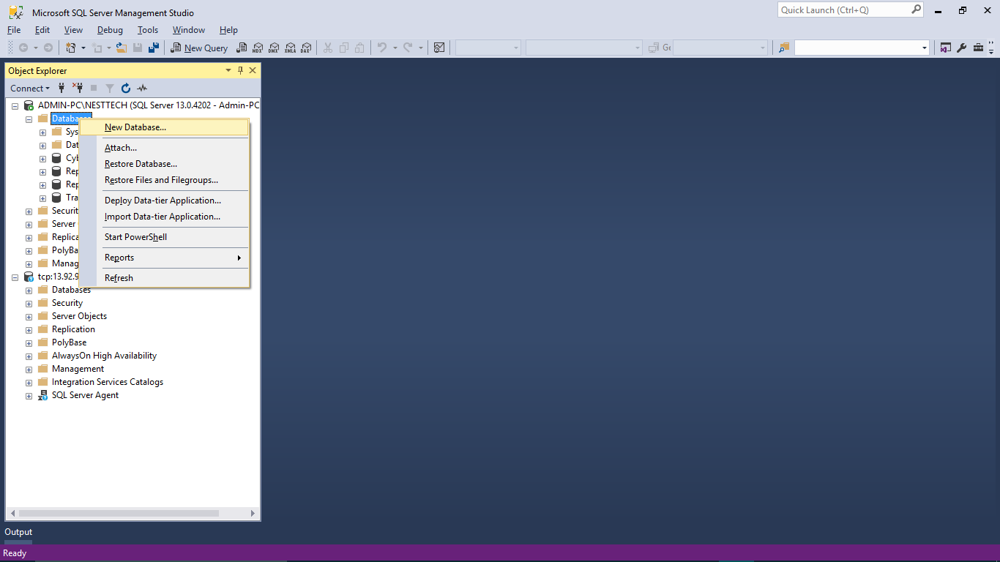 Microsoft SQL Server Management Studio
Quick Launch (Ctrl+Q)
File Edit View Debug Tools Window Help
New Query MDX DMX XMLA DAX
Object Explorer
Connect
ADMIN-PC\NESTTECH (SQL Server 13.0.4202 - Admin-PC
Databases
New Database...
Attach...
Restore Database...
Restore Files and Filegroups...
Deploy Data-tier Application...
Import Data-tier Application...
Start PowerShell
Reports
Refresh
Sys
Dat
Cyb
Rep
Rep
Tra
Securit
Server
Replica
PolyBa
Manag
tcp:13.92.9
Databases
Security
Server Objects
Replication
PolyBase
AlwaysOn High Availability
Management
Integration Services Catalogs
SQL Server Agent
Output
Ready